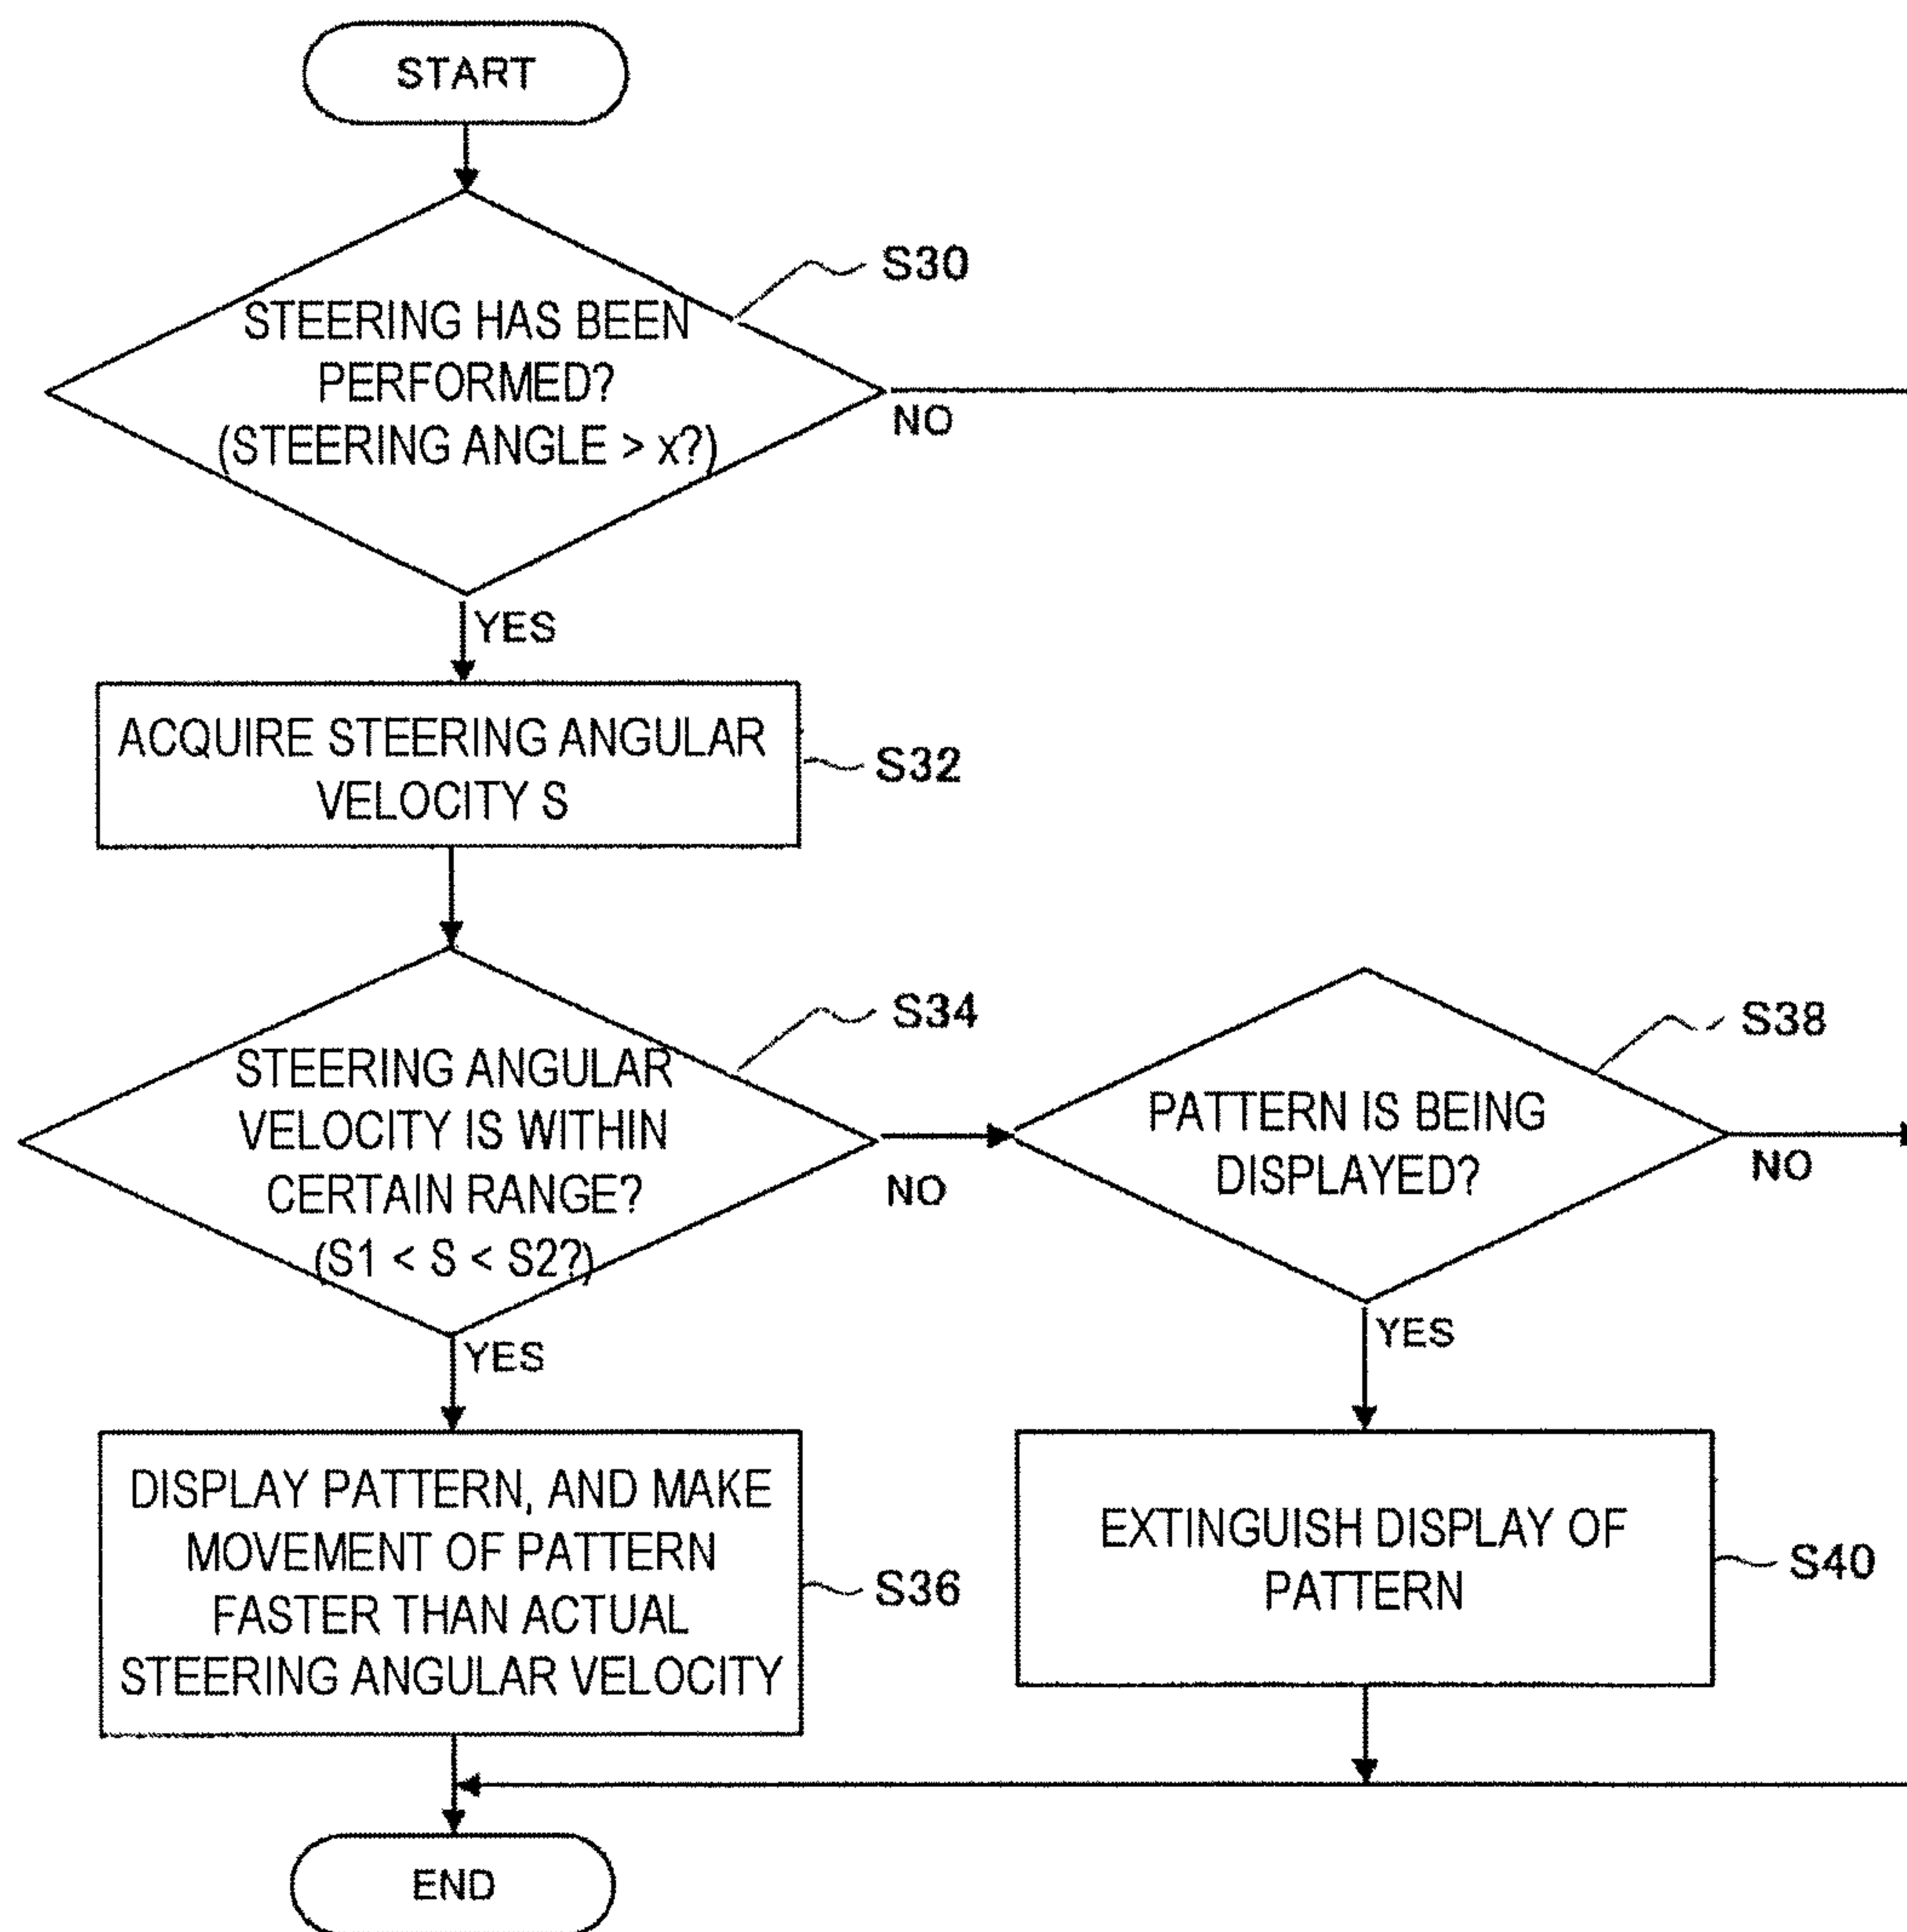 START
S30
STEERING HAS BEEN
PERFORMED?
(STEERING ANGLE > x?)
NO
YES
ACQUIRE STEERING ANGULAR
VELOCITY S
S32
S34
STEERING ANGULAR
VELOCITY IS WITHIN
CERTAIN RANGE?
(S1 < S < S2?)
NO
YES
S38
PATTERN IS BEING
DISPLAYED?
NO
YES
DISPLAY PATTERN, AND MAKE
MOVEMENT OF PATTERN
FASTER THAN ACTUAL
STEERING ANGULAR VELOCITY
S36
EXTINGUISH DISPLAY OF
PATTERN
S40
END